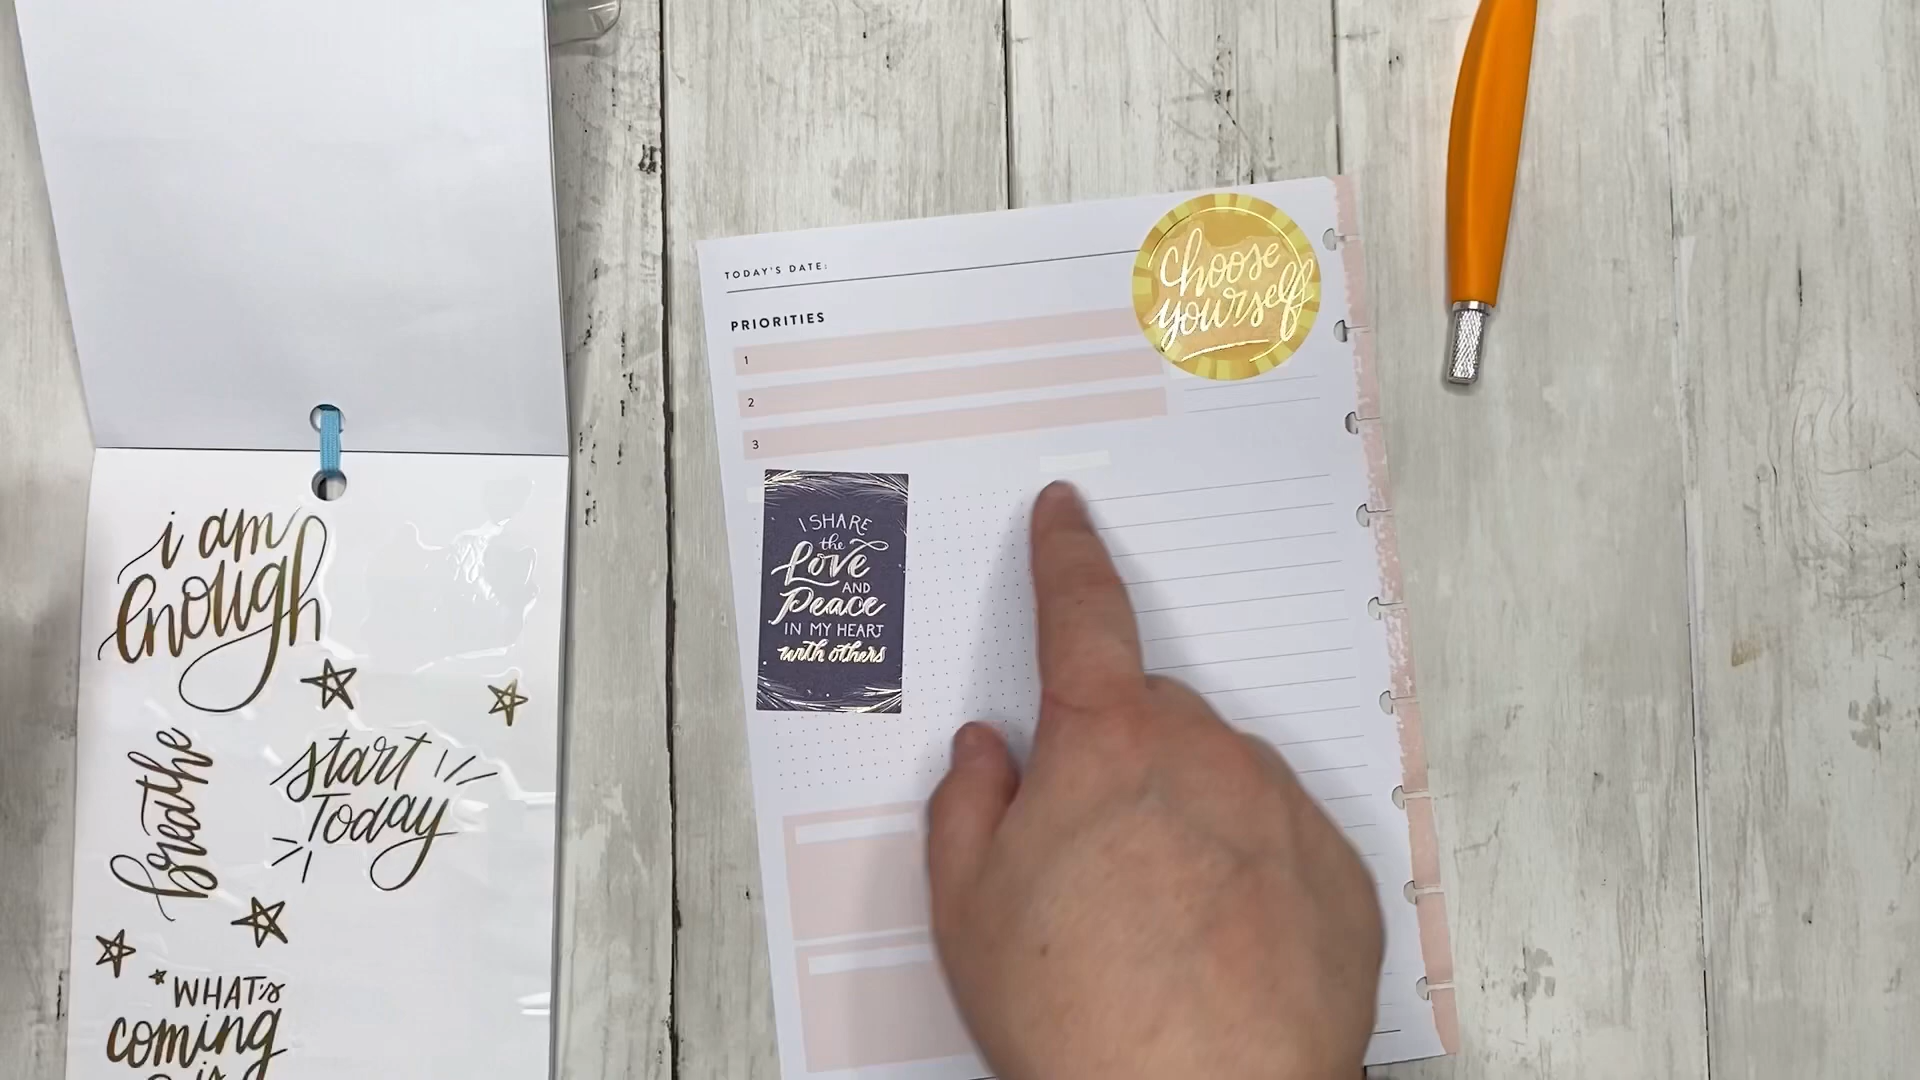 i am
enough
breathe
start
Today
WHAT's
coming
is
TODAY'S DATE:
PRIORITIES
1
2
3
choose
yourself
I SHARE
the
Love
AND
Peace
IN MY HEART
with others